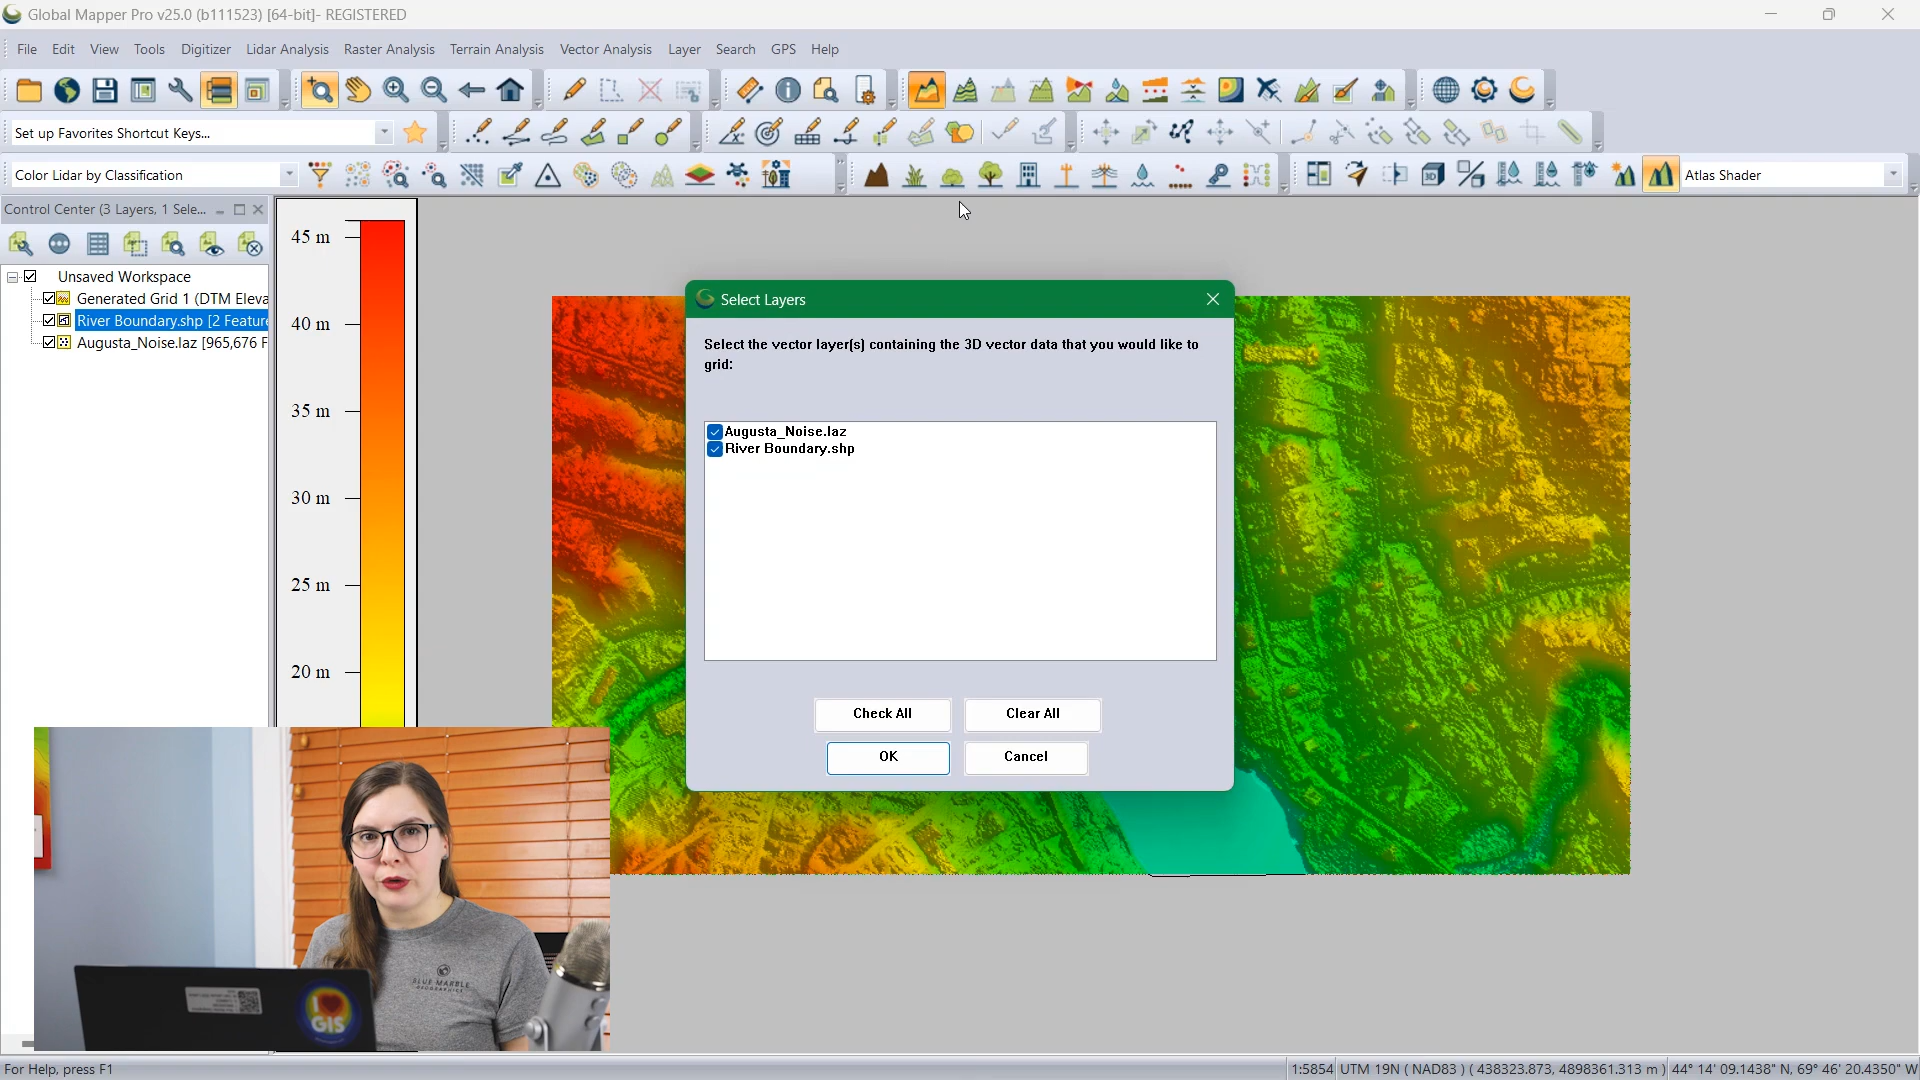 Global Mapper Pro v25.0 (b111523) [64-bit]- REGISTERED
File Edit View Tools Digitizer Lidar Analysis Raster Analysis Terrain Analysis Vector Analysis Layer Search GPS Help
Set up Favorites Shortcut Keys...
Color Lidar by Classification
Atlas Shader
Control Center (3 Layers, 1 Sele...
Unsaved Workspace
Generated Grid 1 (DTM Eleva
River Boundary.shp [2 Feature
Augusta_Noise.laz [965,676 F
45 m
40 m
35 m
30 m
25 m
20 m
Select Layers
Select the vector layer(s) containing the 3D vector data that you would like to
grid:
Augusta_Noise.laz
River Boundary.shp
Check All
Clear All
OK
Cancel
BLUE MARBLE
GEOGRAPHICS
I
GIS
For Help, press F1
1:5854 UTM 19N ( NAD83 ) ( 438323.873, 4898361.313 m ) 44° 14' 09.1438" N, 69° 46' 20.4350" W